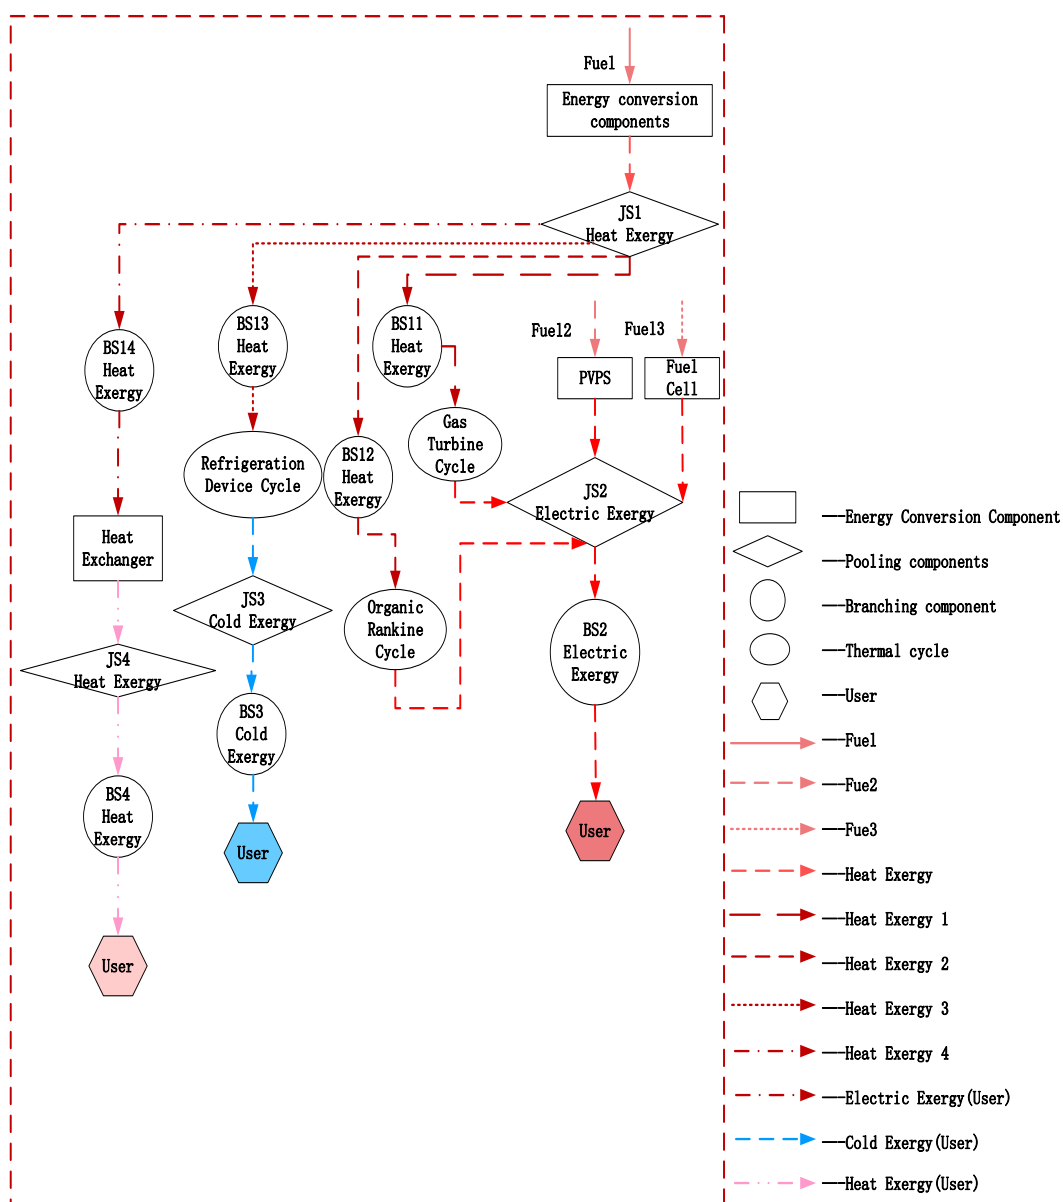 Fuel
Energy conversion
components
JS1
Heat Exergy
BS14
Heat
Exergy
BS13
Heat
Exergy
BS11
Heat
Exergy
Fuel2
Fuel3
PVPS
Fuel
Cell
Gas
Turbine
Cycle
BS12
Heat
Exergy
Refrigeration
Device Cycle
JS2
Electric Exergy
Heat
Exchanger
JS3
Cold Exergy
Organic
Rankine
Cycle
BS2
Electric
Exergy
JS4
Heat Exergy
BS3
Cold
Exergy
BS4
Heat
Exergy
User
User
User
—Energy Conversion Component
—Pooling components
—Branching component
—Thermal cycle
—User
—Fuel
—Fue2
—Fue3
—Heat Exergy
—Heat Exergy 1
—Heat Exergy 2
—Heat Exergy 3
—Heat Exergy 4
—Electric Exergy(User)
—Cold Exergy(User)
—Heat Exergy(User)